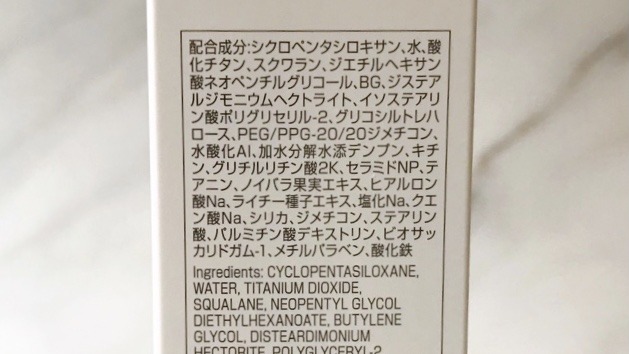 配合成分:シクロペンタシロキサン、水、酸
化チタン、スクワラン、ジエチルヘキサン
酸ネオペンチルグリコール、BG、ジステア
ルジモニウムヘクトライト、イソステアリ
ン酸ポリグリセリル-2、グリコシルトレハ
ロース、PEG/PPG-20/20ジメチコン、
水酸化Al、加水分解水添デンプン、キチ
ン、グリチルリチン酸2K、セラミドNP、テ
アニン、ノイバラ果実エキス、ヒアルロン
酸Na、ライチー種子エキス、塩化Na、クエ
ン酸Na、シリカ、ジメチコン、ステアリン
酸、パルミチン酸デキストリン、ビオサッ
カリドガム-1、メチルパラベン、酸化鉄
Ingredients: CYCLOPENTASILOXANE,
WATER, TITANIUM DIOXIDE,
SQUALANE, NEOPENTYL GLYCOL
DIETHYLHEXANOATE, BUTYLENE
GLYCOL, DISTEARDIMONIUM
HECTORITE, POLYGLYCERYL-2